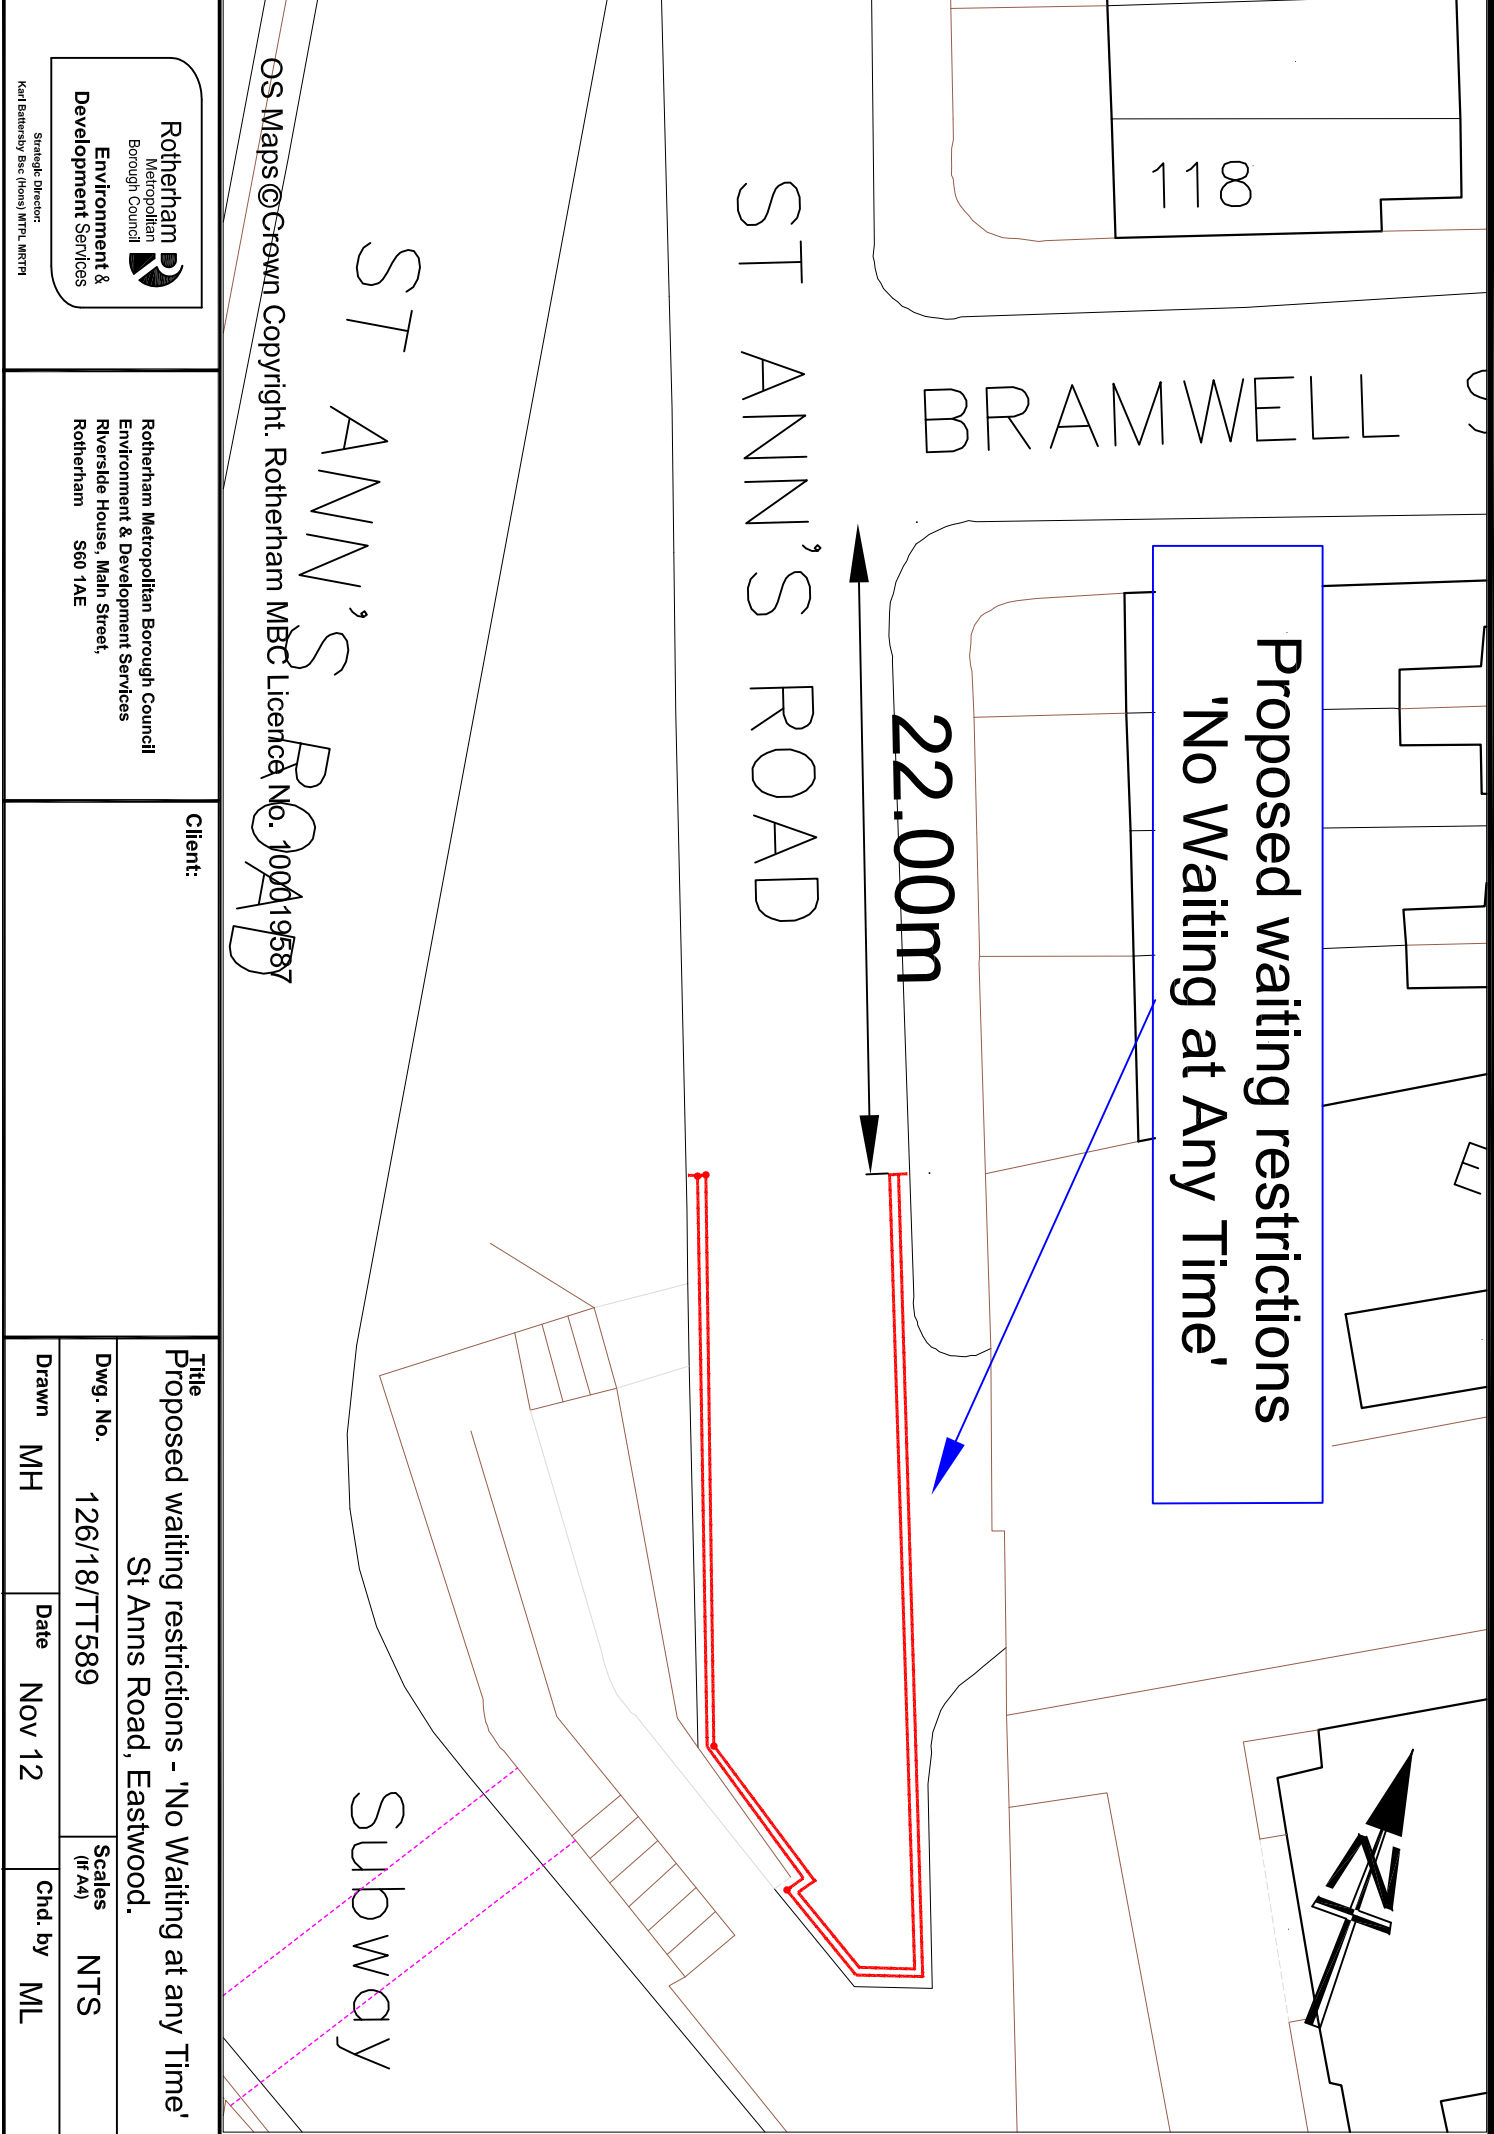 118
BRAMWELL S
Proposed waiting restrictions
'No Waiting at Any Time'
22.00m
ST ANN'S ROAD
ST ANN'S ROAD
E
N
Subway
OS Maps©Crown Copyright. Rotherham MBC Licence No. 100019587
Rotherham
Metropolitan
Borough Council
Environment &
Development Services
Strategic Director:
Karl Battersby Bsc (Hons) MTPL MRTPI
Rotherham Metropolitan Borough Council
Environment & Development Services
Riverside House, Main Street,
Rotherham S60 1AE
Client:
Title
Proposed waiting restrictions - 'No Waiting at any Time'
St Anns Road, Eastwood.
Dwg. No. 126/18/TT589
Scales (If A4) NTS
Drawn MH
Date Nov 12
Chd. by ML